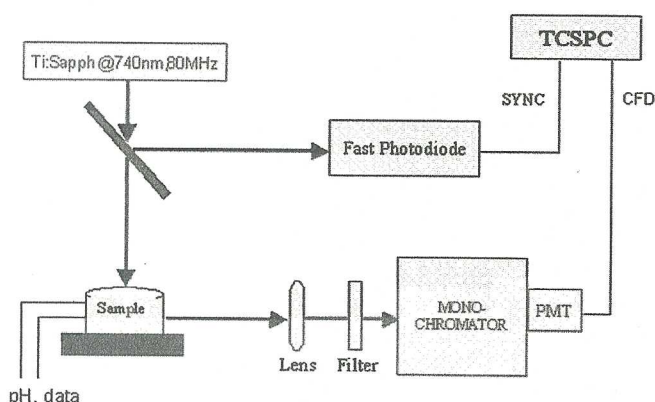 TCSPC
Ti:Sapph @740nm,80MHz
SYNC
CFD
Fast Photodiode
Sample
MONO-
CHROMATOR
PMT
Lens
Filter
pH, data